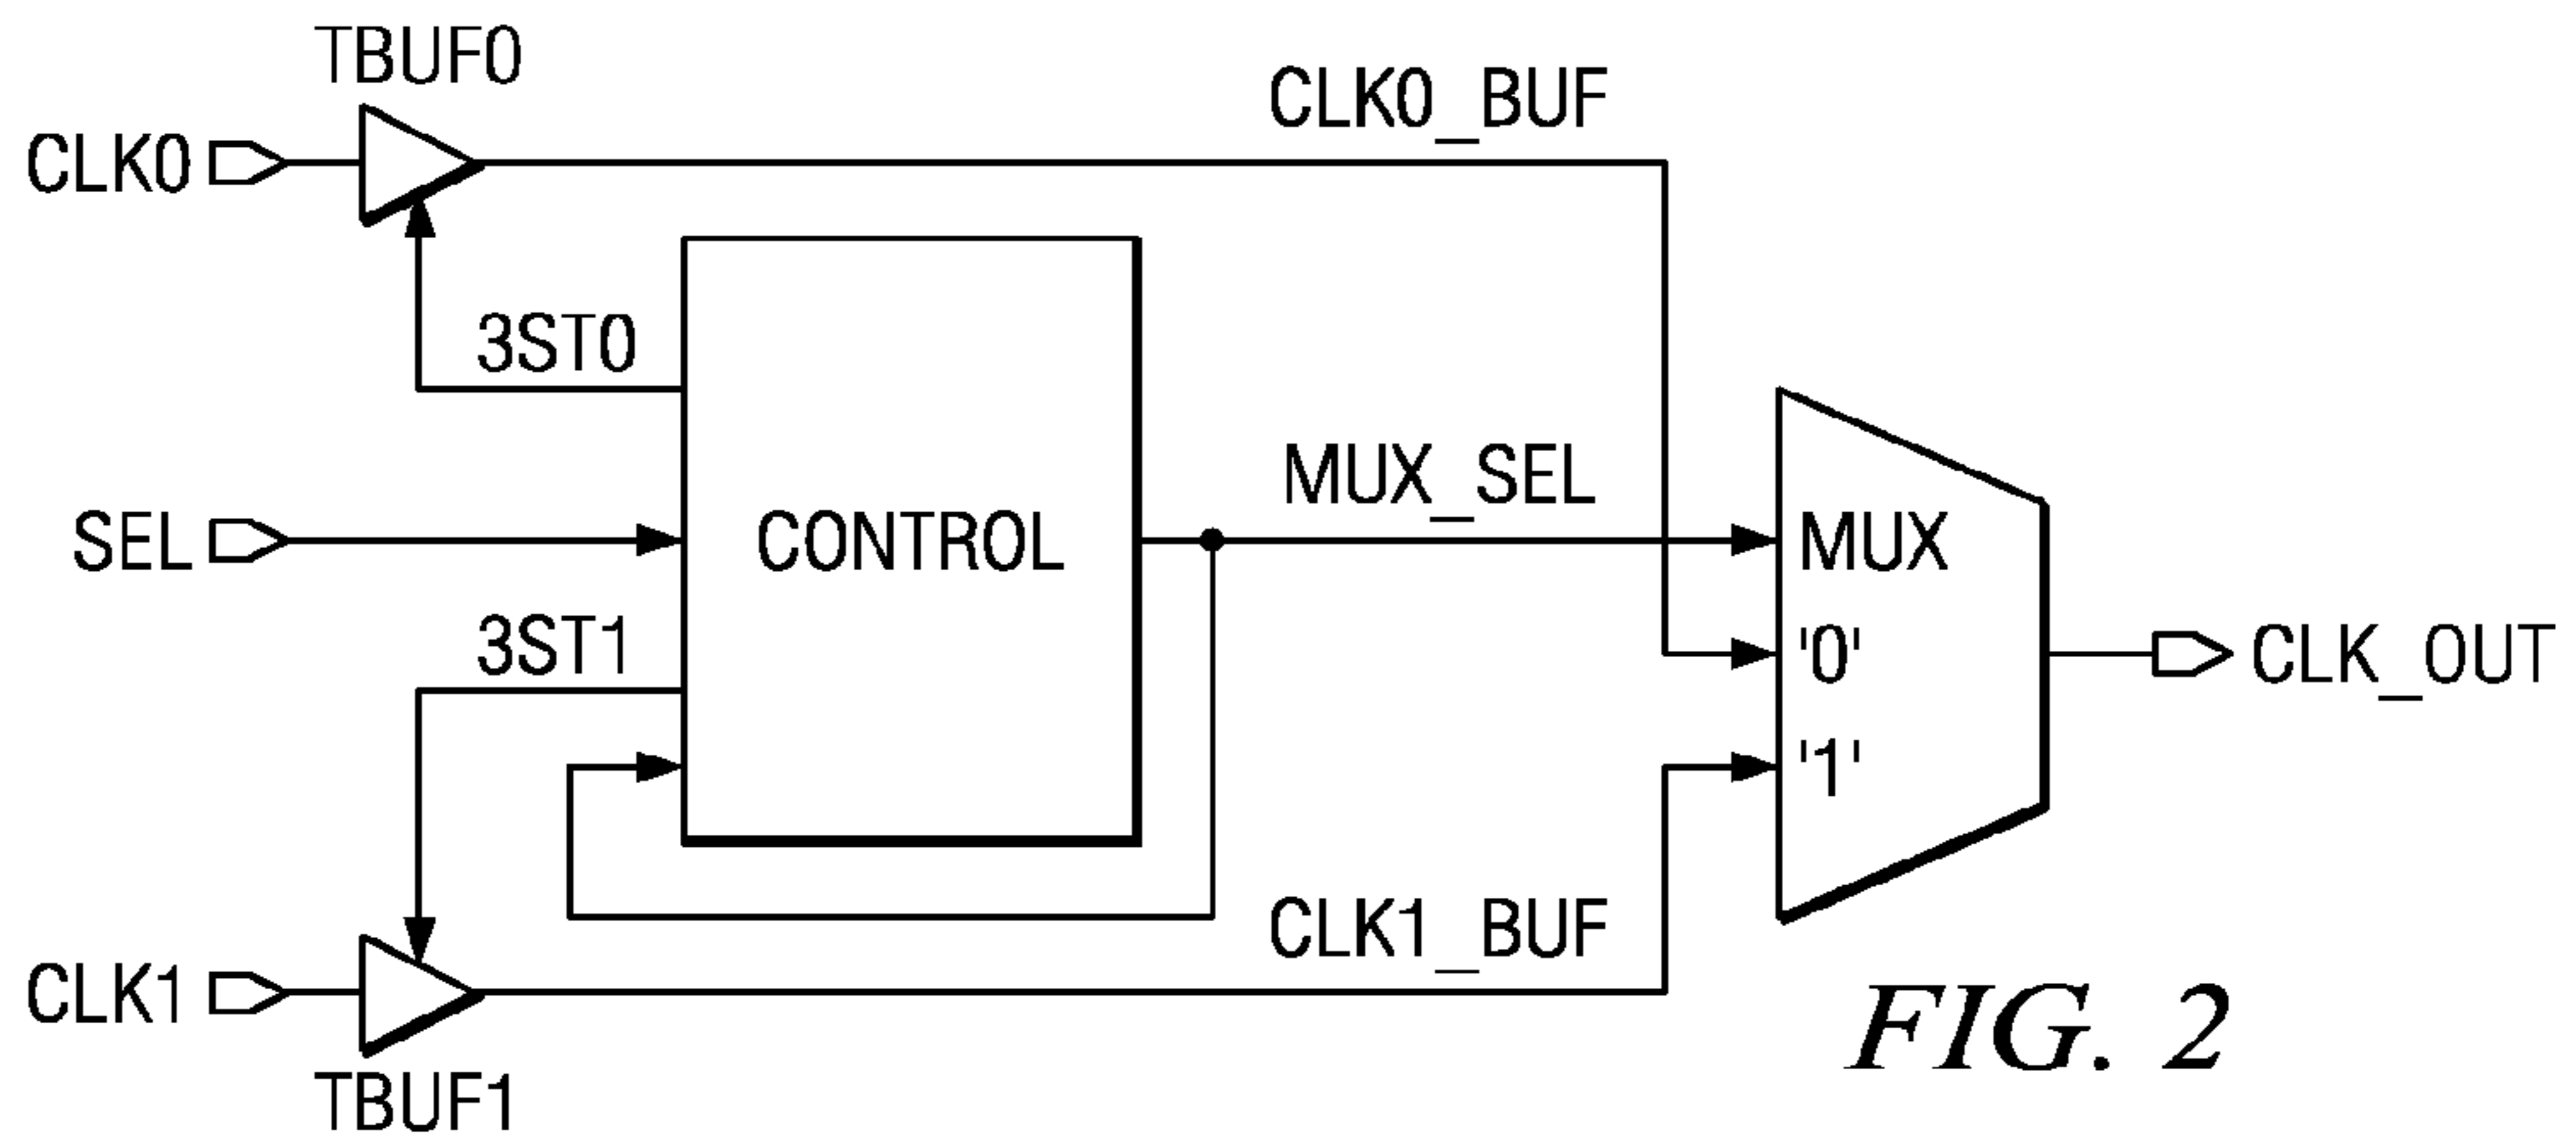 TBUF0
CLK0_BUF
CLK0
3ST0
MUX_SEL
SEL
CONTROL
MUX
3ST1
'0'
CLK_OUT
'1'
CLK1_BUF
CLK1
TBUF1
FIG. 2